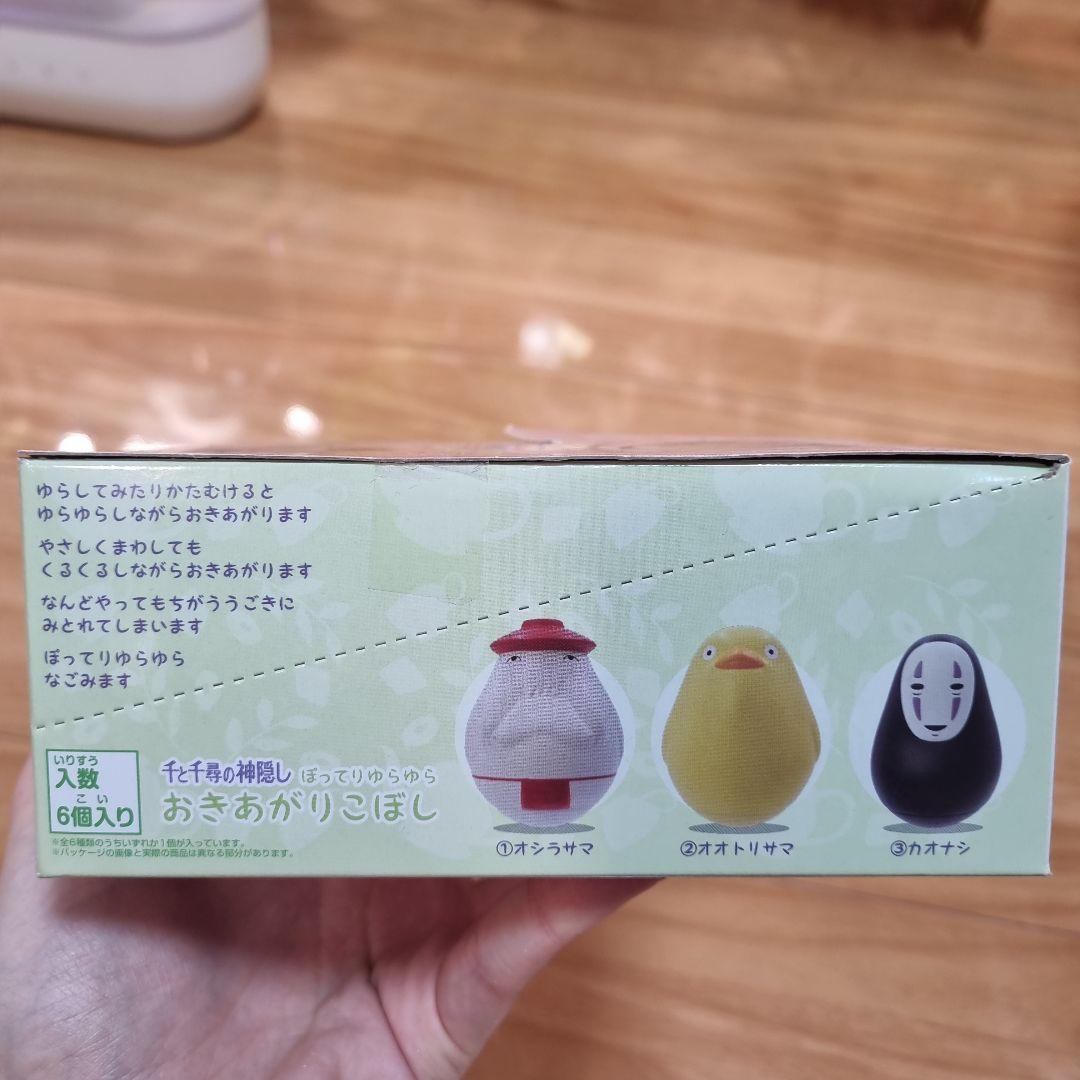 ゆらしてみたりかたむけると
ゆらゆらしながらおきあがります
やさしくまわしても
くるくるしながらおきあがります
なんどやってもちがううごきに
みとれてしまいます
ぽってりゆらゆら
なごみます
いりすう
入数
こい
6個入り
千と千尋の神隠し ぽってりゆらゆら
おきあがりこぼし
※全6種類のうちいずれか1個が入っています。
※パッケージの画像と実際の商品は異なる部分があります。
①オシラサマ
②オオトリサマ
③カオナシ